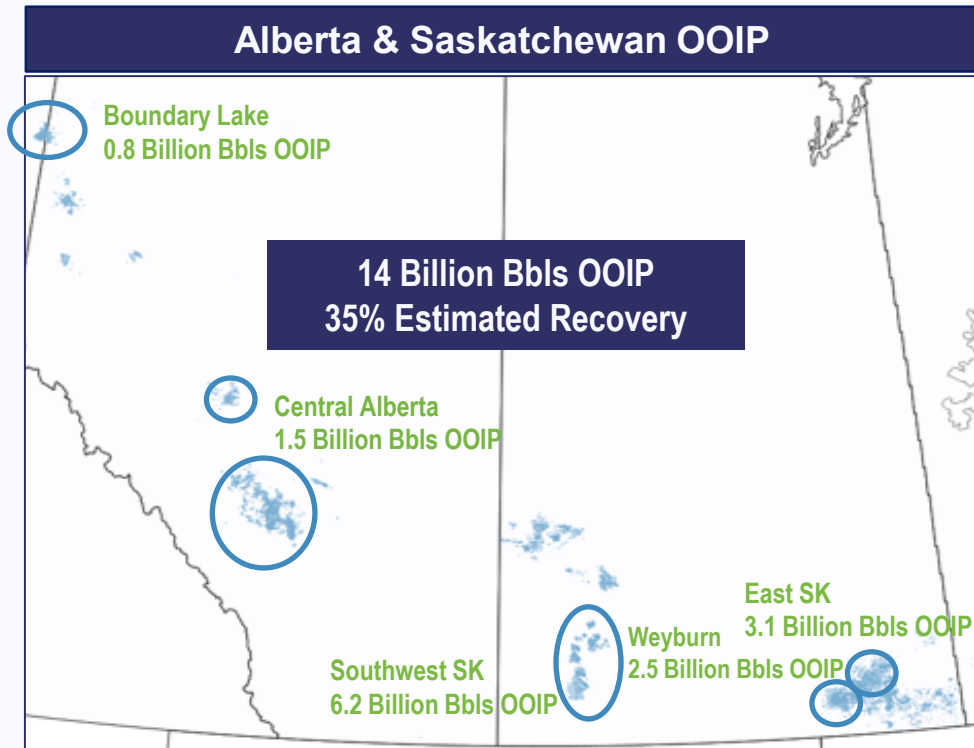 Alberta & Saskatchewan OOIP
Boundary Lake
0.8 Billion Bbls OOIP
14 Billion Bbls OOIP
35% Estimated Recovery
Central Alberta
1.5 Billion Bbls OOIP
East SK
3.1 Billion Bbls OOIP
Weyburn
2.5 Billion Bbls OOIP
Southwest SK
6.2 Billion Bbls OOIP